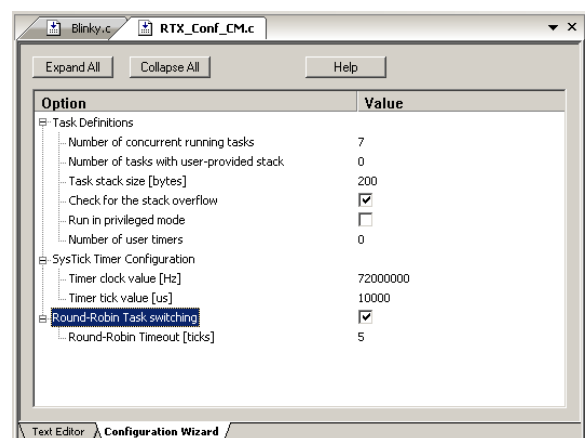 Blinky.c RTX_Conf_CM.c
Expand All Collapse All Help
Option Value
Task Definitions
Number of concurrent running tasks 7
Number of tasks with user-provided stack 0
Task stack size [bytes] 200
Check for the stack overflow
Run in privileged mode
Number of user timers 0
SysTick Timer Configuration
Timer clock value [Hz] 72000000
Timer tick value [us] 10000
Round-Robin Task switching
Round-Robin Timeout [ticks] 5
Text Editor Configuration Wizard